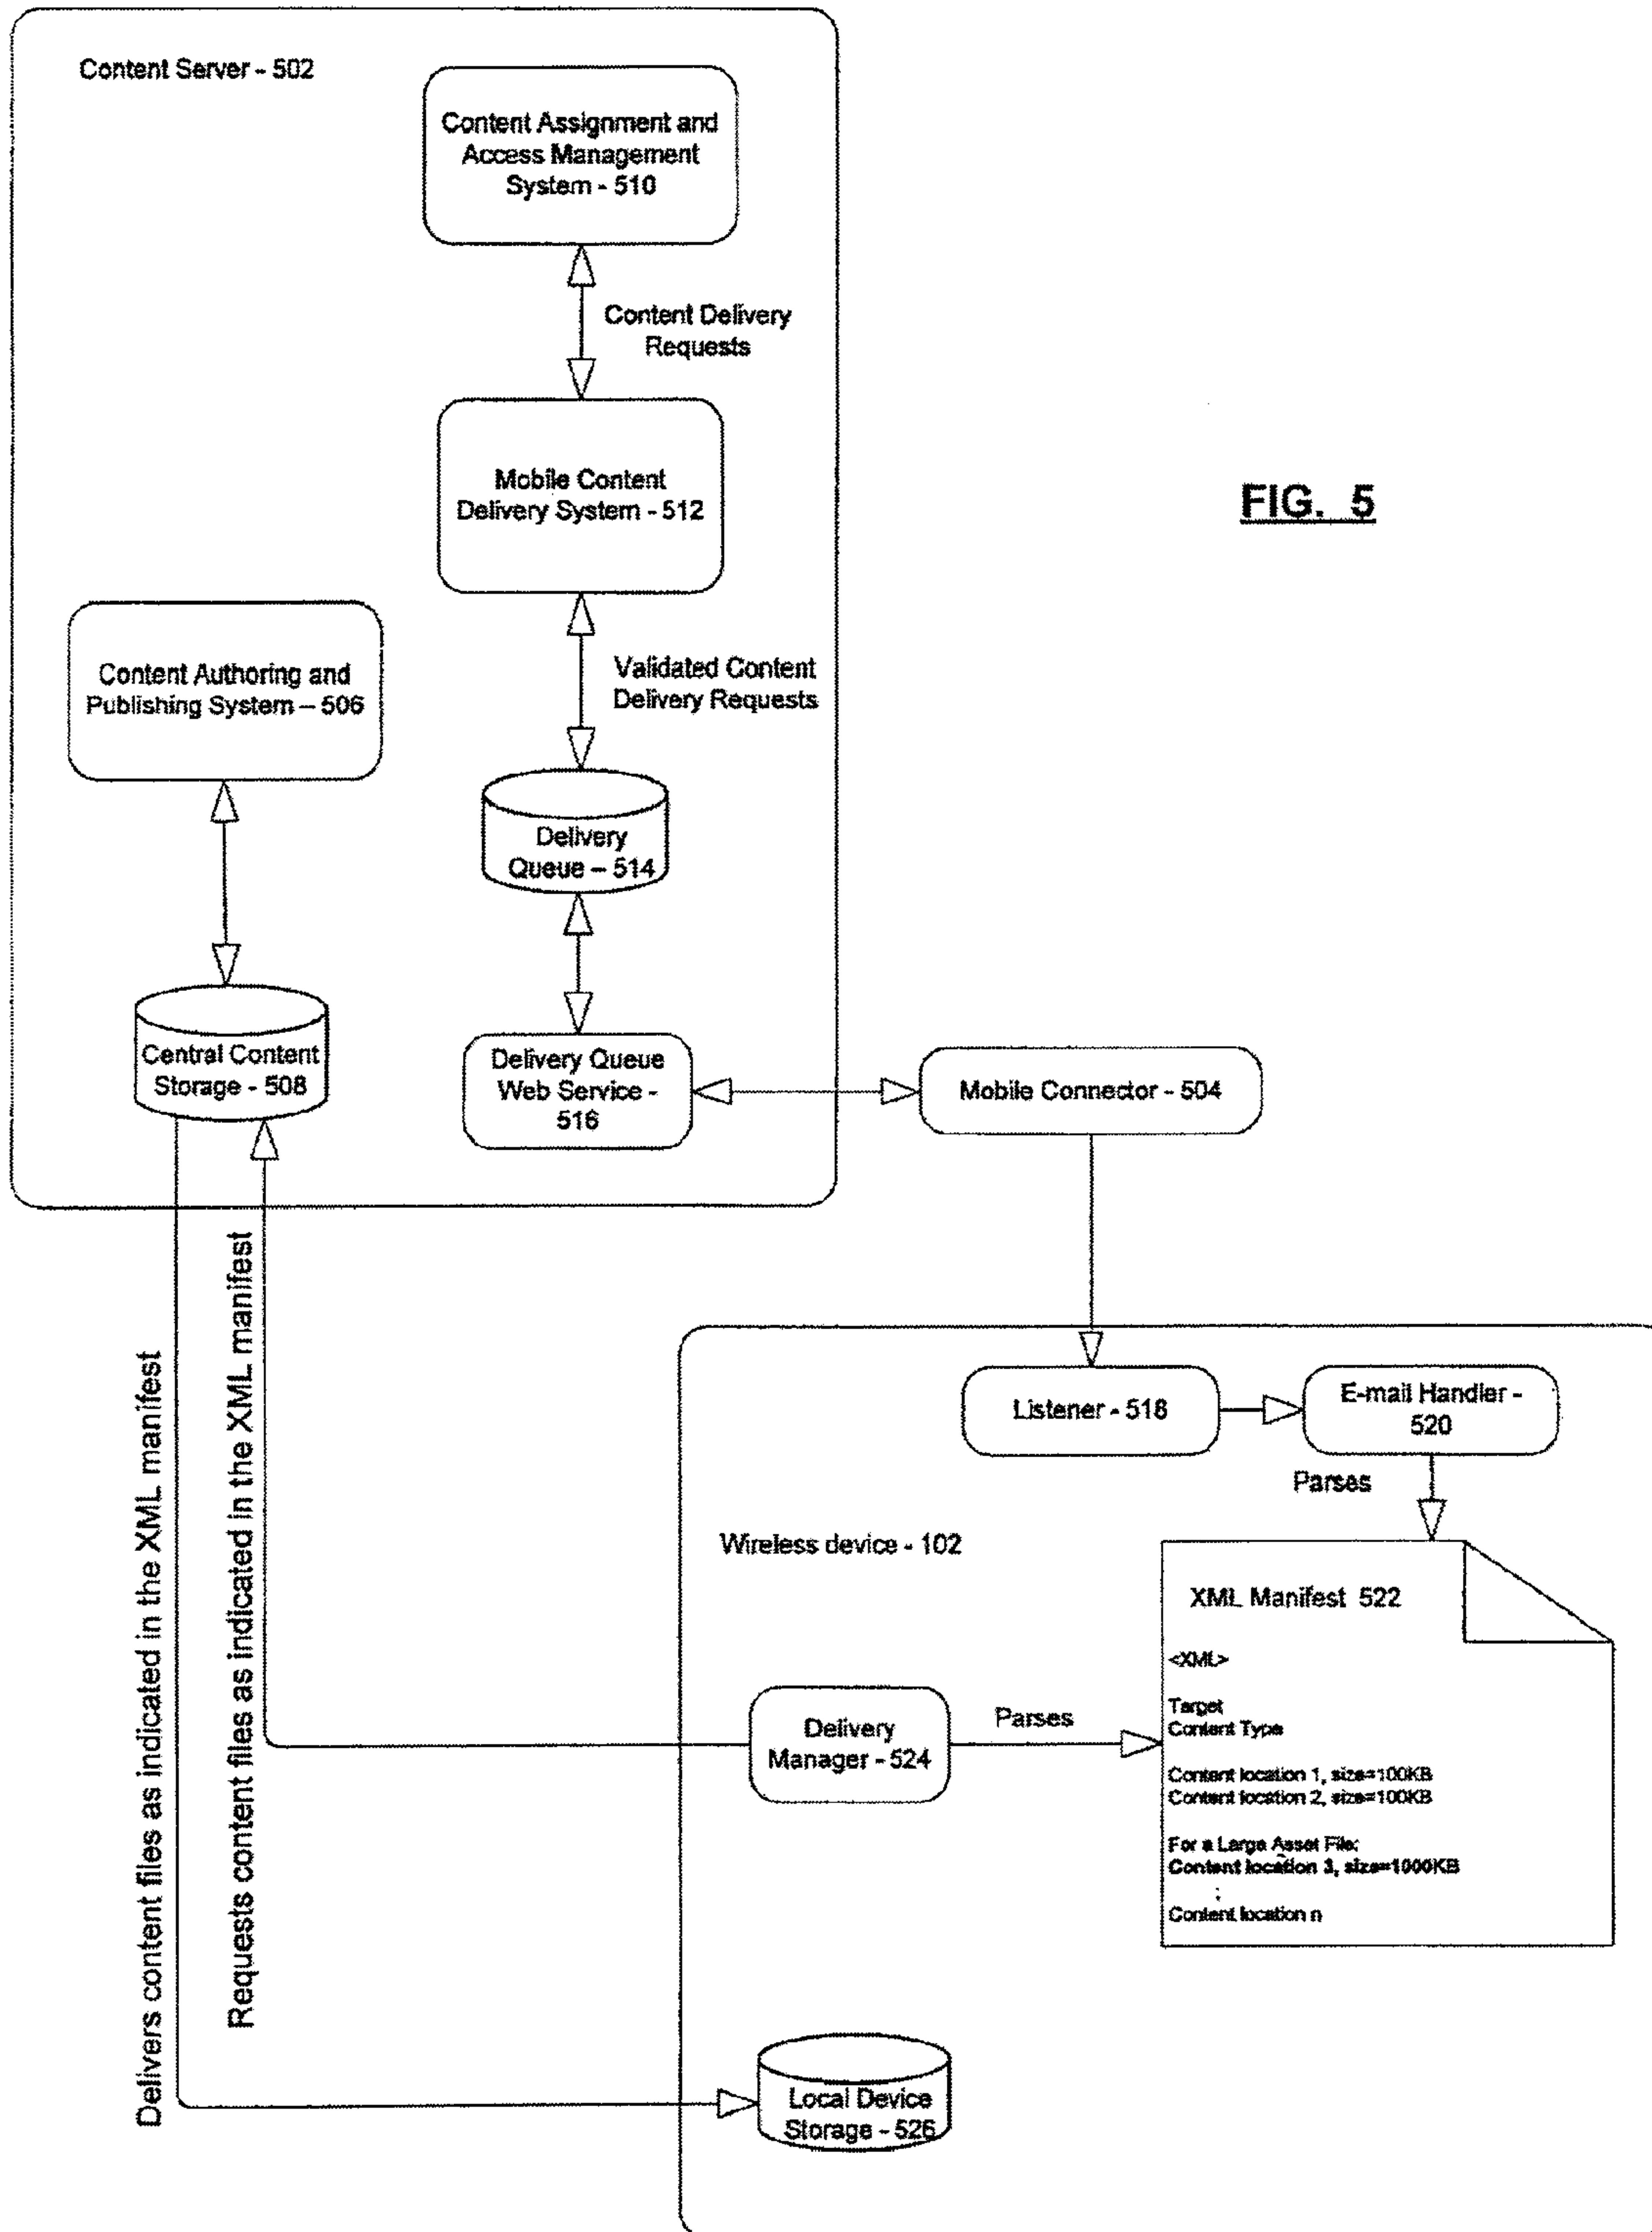 Content Server - 502
Content Assignment and
Access Management
System - 510
Content Delivery
Requests
Mobile Content
Delivery System - 512
FIG. 5
Content Authoring and
Publishing System – 506
Validated Content
Delivery Requests
Delivery
Queue – 514
Central Content
Storage - 508
Delivery Queue
Web Service -
516
Mobile Connector - 504
Delivers content files as indicated in the XML manifest
Requests content files as indicated in the XML manifest
Listener - 518
E-mail Handler -
520
Parses
Wireless device - 102
XML Manifest 522
<XML>
Target
Content Type
Content location 1, size=100KB
Content location 2, size=100KB
For a Large Asset File:
Content location 3, size=1000KB
:
Content location n
Delivery
Manager - 524
Parses
Local Device
Storage - 526